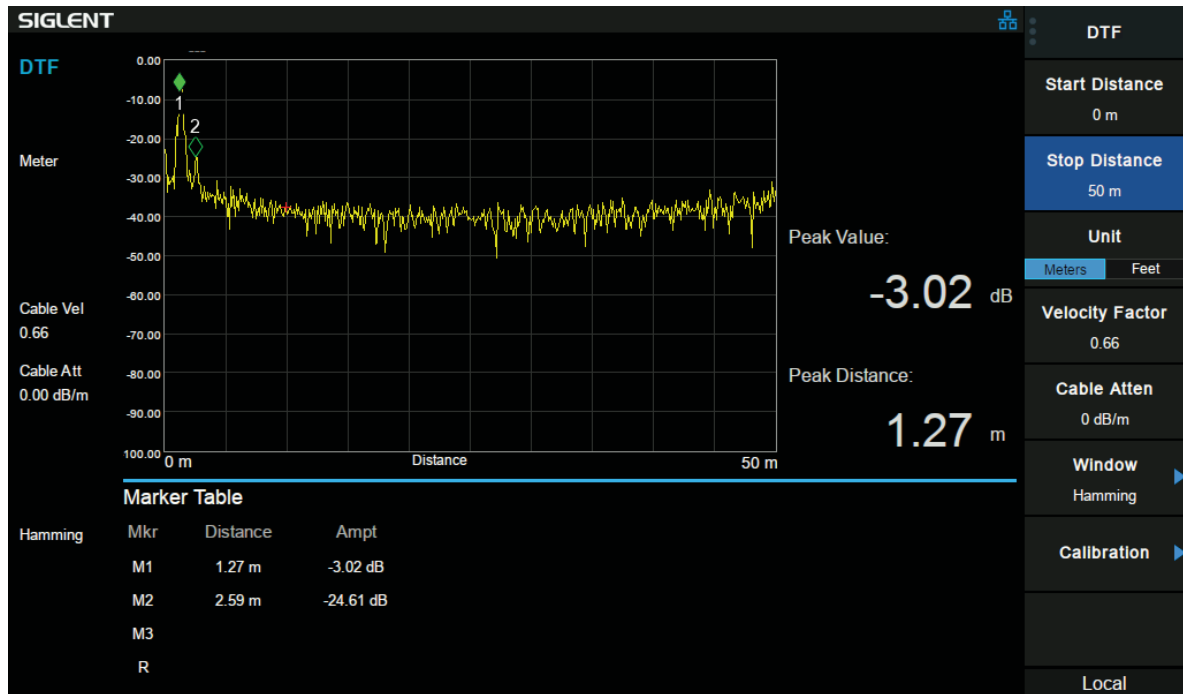 SIGLENT
DTF
Meter
Cable Vel
0.66
Cable Att
0.00 dB/m
Hamming
---
0.00
-10.00
-20.00
-30.00
-40.00
-50.00
-60.00
-70.00
-80.00
-90.00
100.00
1
2
0 m
Distance
50 m
Peak Value:
-3.02 dB
Peak Distance:
1.27 m
Marker Table
Mkr Distance Ampt
M1 1.27 m -3.02 dB
M2 2.59 m -24.61 dB
M3
R
DTF
Start Distance
0 m
Stop Distance
50 m
Unit
Meters Feet
Velocity Factor
0.66
Cable Atten
0 dB/m
Window
Hamming
Calibration
Local